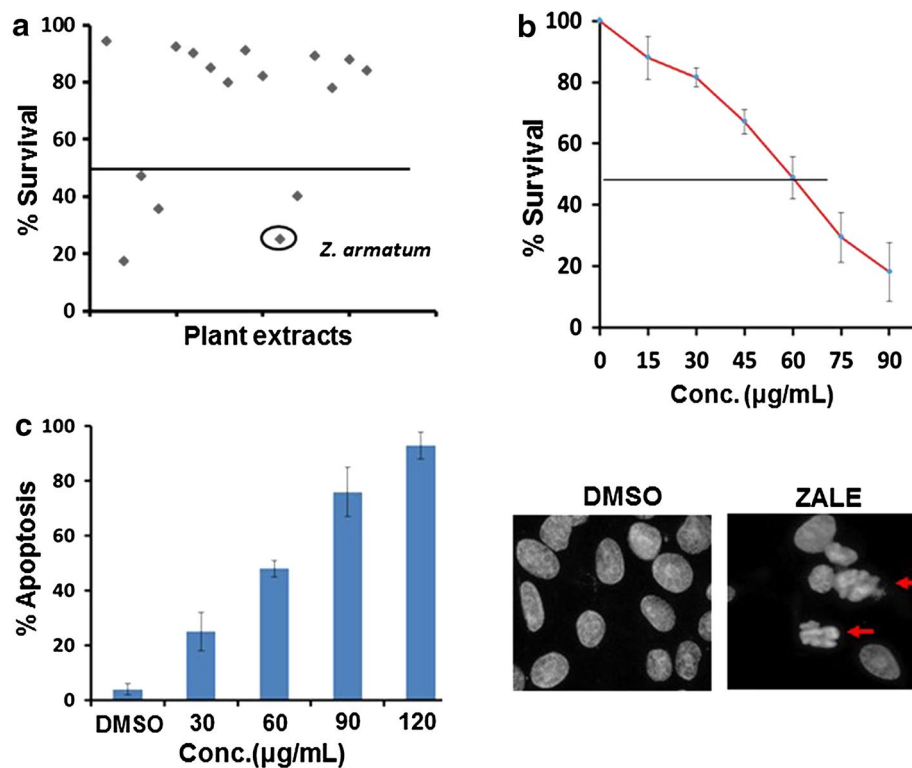 a
100
80
60
40
20
0
% Survival
Z. armatum
Plant extracts
b
100
80
60
40
20
0
% Survival
0 15 30 45 60 75 90
Conc. (µg/mL)
c
100
80
60
40
20
0
% Apoptosis
DMSO 30 60 90 120
Conc.(µg/mL)
DMSO
ZALE